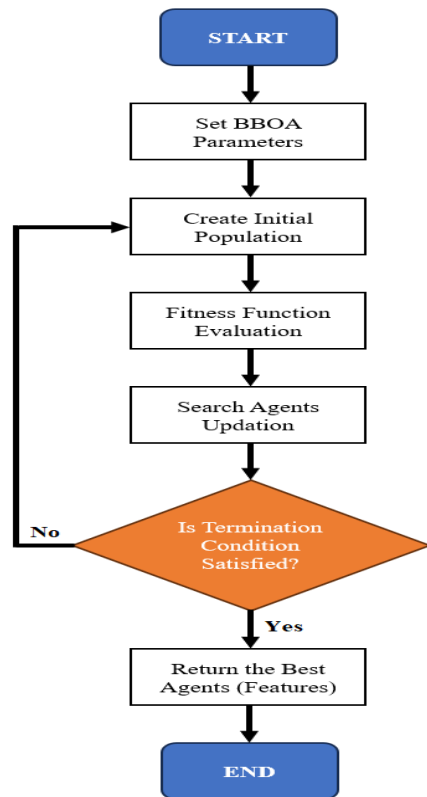 START
Set BBOA
Parameters
Create Initial
Population
Fitness Function
Evaluation
Search Agents
Updation
Is Termination
Condition
Satisfied?
No
Yes
Return the Best
Agents (Features)
END